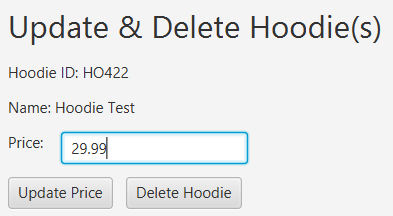 Update & Delete Hoodie(s)
Hoodie ID: HO422
Name: Hoodie Test
Price: 29.99
Update Price Delete Hoodie